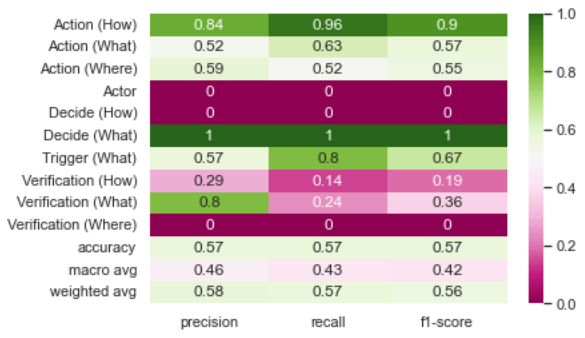 Action (How) 0.84 0.96 0.9
Action (What) 0.52 0.63 0.57
Action (Where) 0.59 0.52 0.55
Actor 0 0 0
Decide (How) 0 0 0
Decide (What) 1 1 1
Trigger (What) 0.57 0.8 0.67
Verification (How) 0.29 0.14 0.19
Verification (What) 0.8 0.24 0.36
Verification (Where) 0 0 0
accuracy 0.57 0.57 0.57
macro avg 0.46 0.43 0.42
weighted avg 0.58 0.57 0.56
precision recall f1-score
1.0
0.8
0.6
0.4
0.2
0.0